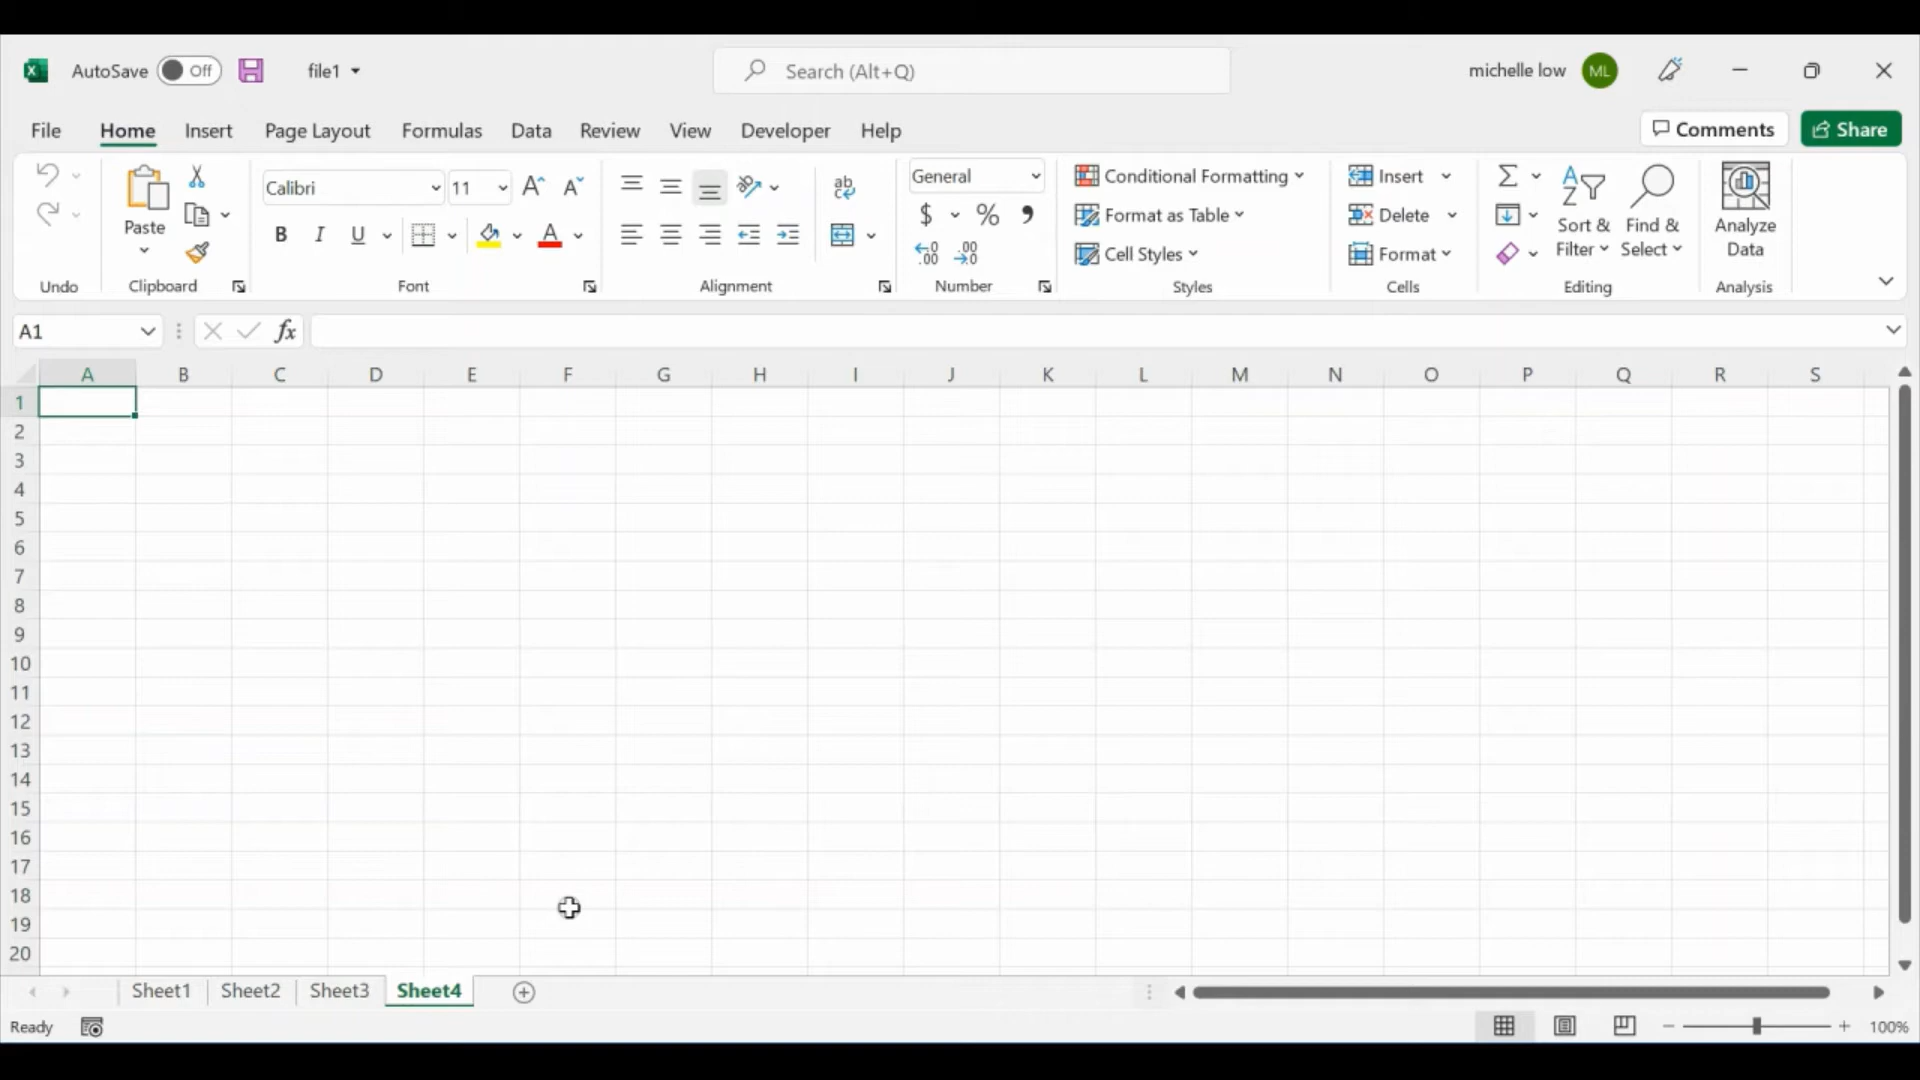 AutoSave Off file1 Search (Alt+Q) michelle low ML
File Home Insert Page Layout Formulas Data Review View Developer Help Comments Share
Paste
Undo
Clipboard
Calibri 11
B I U A
Font
ab
c
Alignment
General
$ % ,
.00 .00
Number
Conditional Formatting
Format as Table
Cell Styles
Styles
Insert
Delete
Format
Cells
Sort &
Filter
Find &
Select
Editing
Analyze
Data
Analysis
A1 fx
A B C D E F G H I J K L M N O P Q R S
1
2
3
4
5
6
7
8
9
10
11
12
13
14
15
16
17
18
19
20
Sheet1 Sheet2 Sheet3 Sheet4
Ready 100%